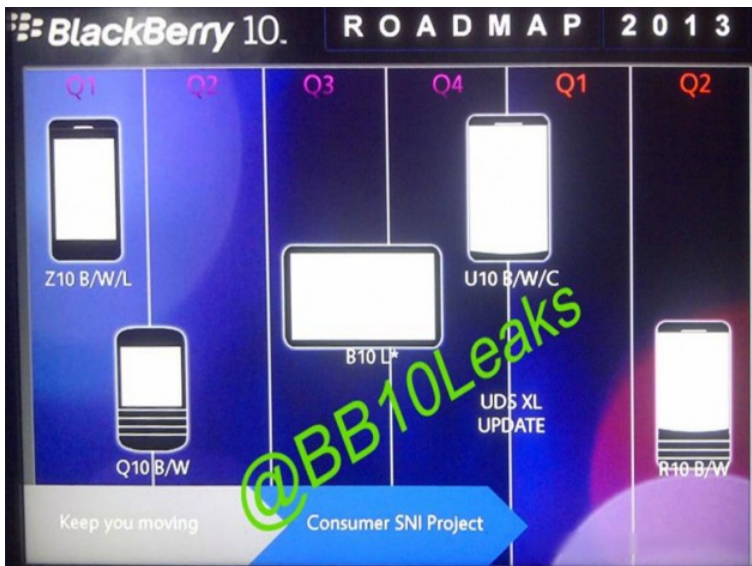 BlackBerry 10. ROADMAP 2013
Q1 Q2 Q3 Q4 Q1 Q2
Z10 B/W/L
U10 B/W/C
B10 L*
UDS XL
UPDATE
Q10 B/W
R10 B/W
@BB10Leaks
Keep you moving
Consumer SNI Project